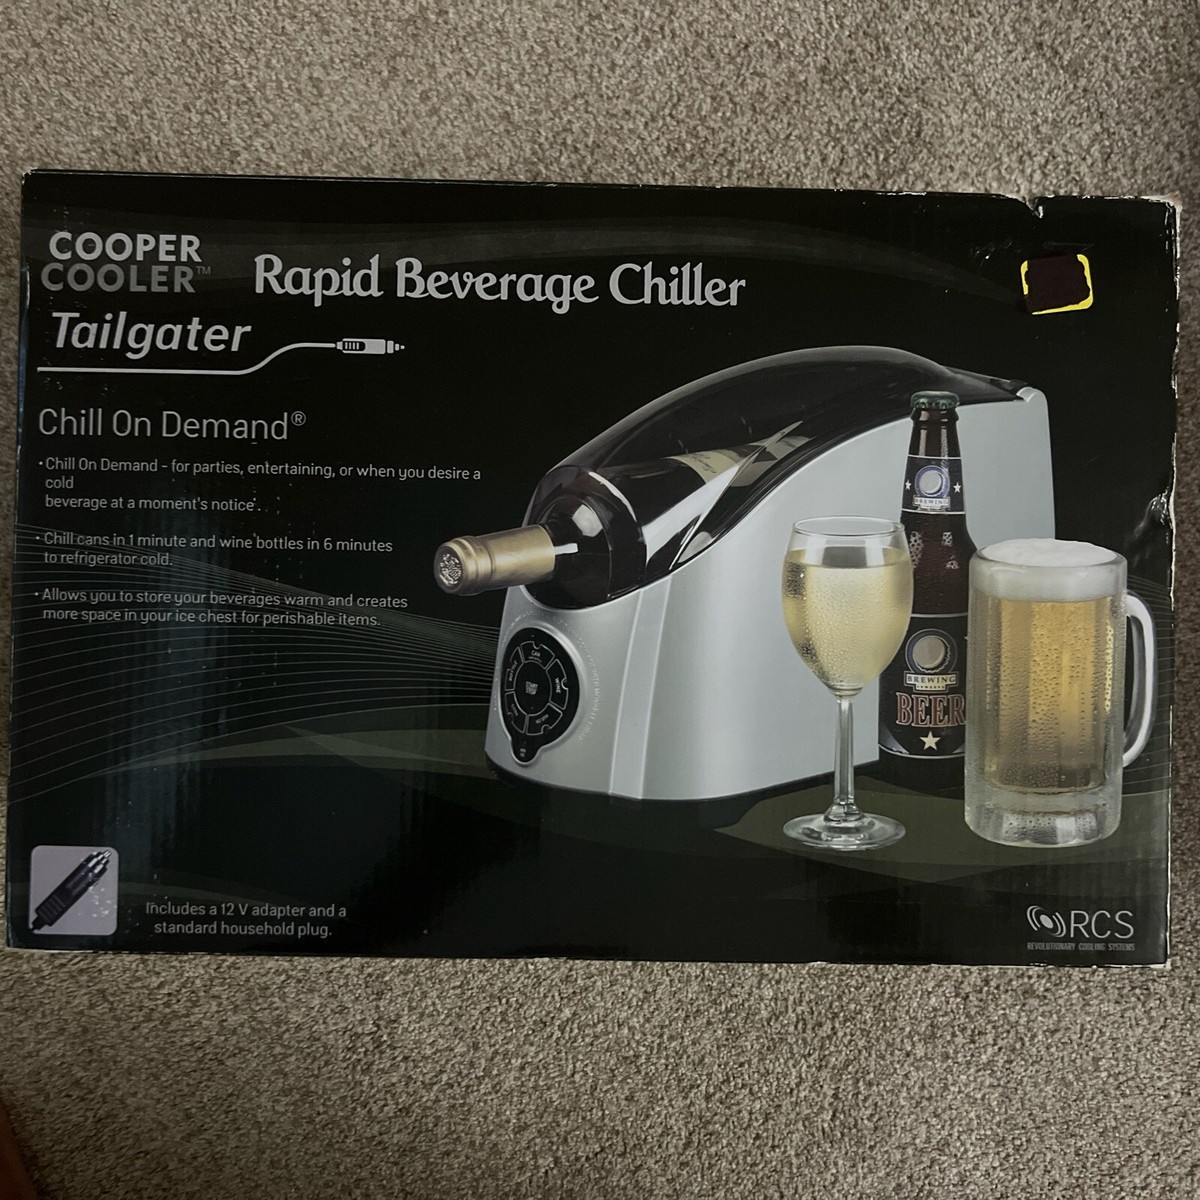 COOPER
COOLER™
Rapid Beverage Chiller
Tailgater
Chill On Demand®
• Chill On Demand - for parties, entertaining, or when you desire a
cold
beverage at a moment's notice.
• Chill cans in 1 minute and wine bottles in 6 minutes
to refrigerator cold.
• Allows you to store your beverages warm and creates
more space in your ice chest for perishable items.
BREWING
BREWING
BEER
Includes a 12 V adapter and a
standard household plug.
RCS
REVOLUTIONARY COOLING SYSTEMS